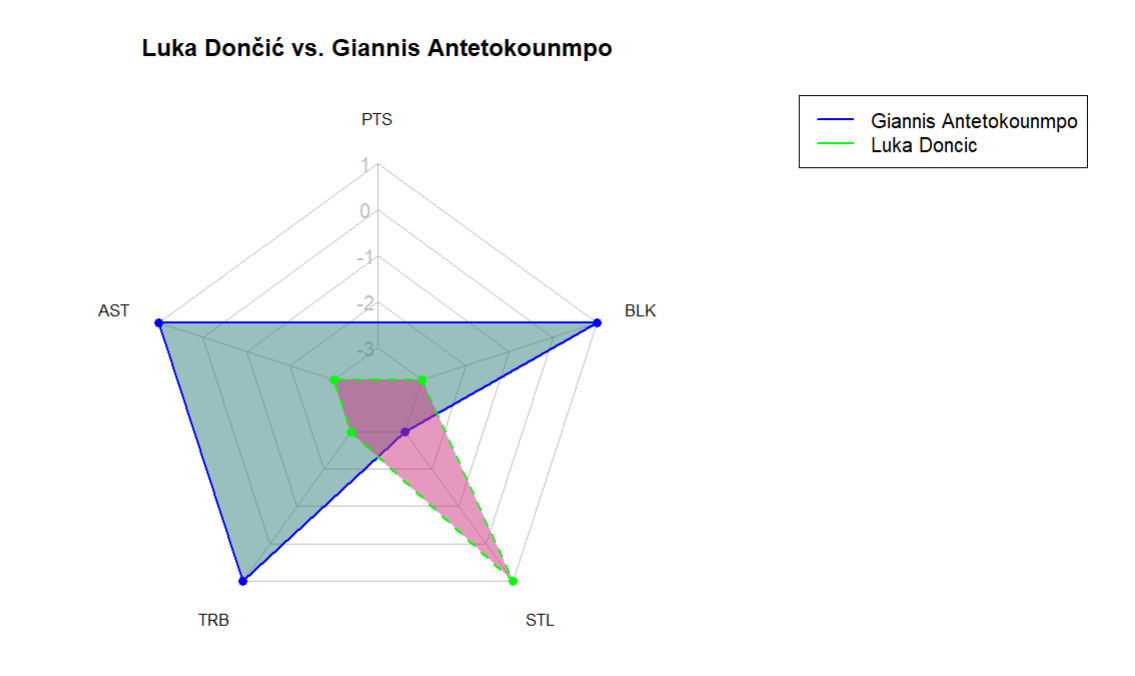 Luka Dončić vs. Giannis Antetokounmpo
Giannis Antetokounmpo
Luka Doncic
PTS
1
0
-1
-2
-3
AST
BLK
TRB
STL